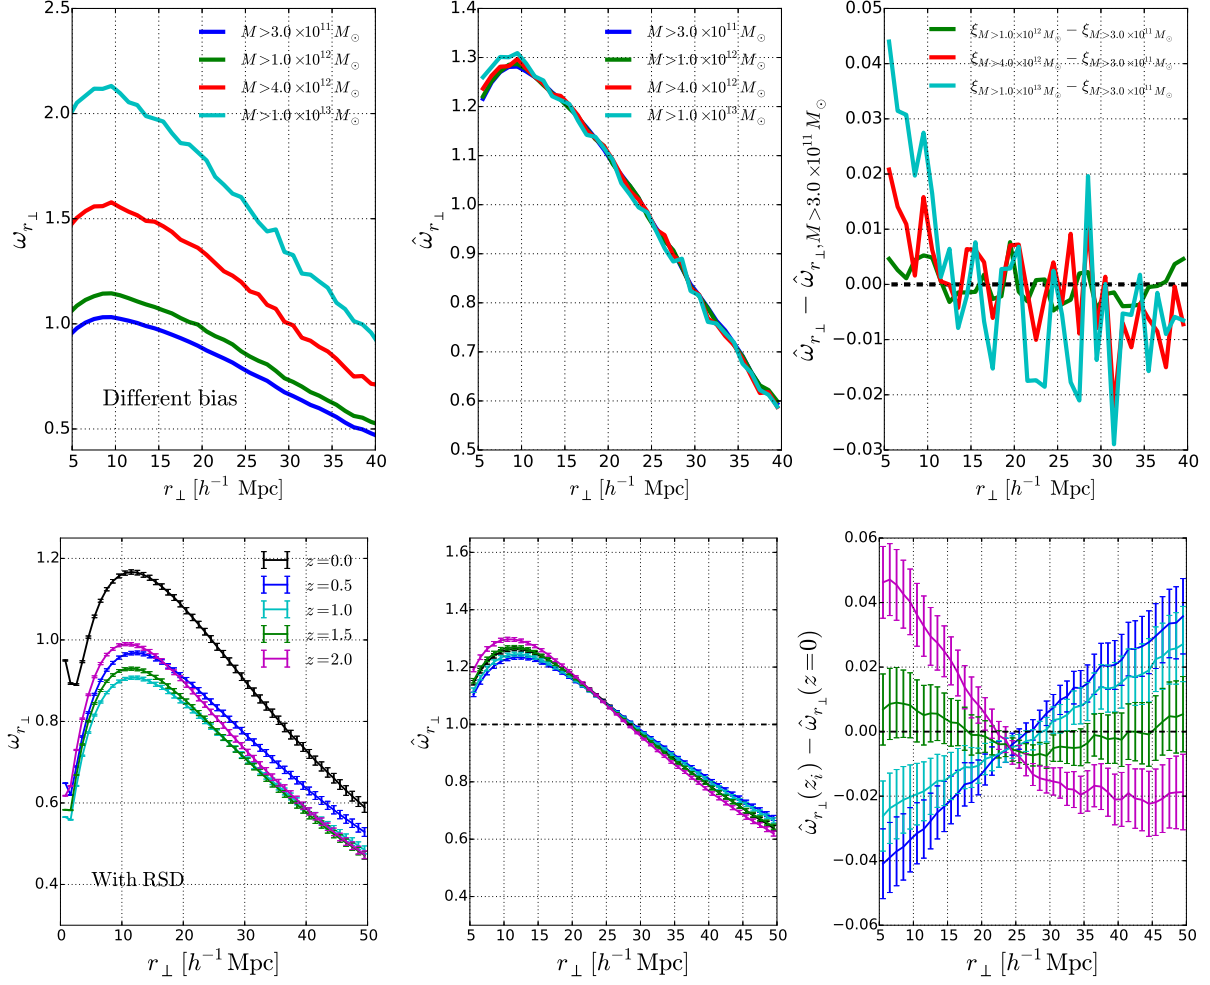 ω_{r⊥}
2.5
2.0
1.5
1.0
0.5
M>3.0×10^{11} M_⊙
M>1.0×10^{12} M_⊙
M>4.0×10^{12} M_⊙
M>1.0×10^{13} M_⊙
Different bias
5 10 15 20 25 30 35 40
r_⊥ [h^{-1} Mpc]
ω̂_{r⊥}
1.4
1.3
1.2
1.1
1.0
0.9
0.8
0.7
0.6
0.5
M>3.0×10^{11} M_⊙
M>1.0×10^{12} M_⊙
M>4.0×10^{12} M_⊙
M>1.0×10^{13} M_⊙
5 10 15 20 25 30 35 40
r_⊥ [h^{-1} Mpc]
ω̂_{r⊥} − ω̂_{r⊥, M>3.0×10^{11} M_⊙}
0.05
0.04
0.03
0.02
0.01
0.00
−0.01
−0.02
−0.03
ξ_{M>1.0×10^{12} M_⊙} − ξ_{M>3.0×10^{11} M_⊙}
ξ_{M>4.0×10^{12} M_⊙} − ξ_{M>3.0×10^{11} M_⊙}
ξ_{M>1.0×10^{13} M_⊙} − ξ_{M>3.0×10^{11} M_⊙}
5 10 15 20 25 30 35 40
r_⊥ [h^{-1} Mpc]
ω_{r⊥}
1.2
1.0
0.8
0.6
0.4
z=0.0
z=0.5
z=1.0
z=1.5
z=2.0
With RSD
0 10 20 30 40 50
r_⊥ [h^{-1} Mpc]
ω̂_{r⊥}
1.6
1.4
1.2
1.0
0.8
0.6
0.4
5 10 15 20 25 30 35 40 45 50
r_⊥ [h^{-1} Mpc]
ω̂_{r⊥}(z_i) − ω̂_{r⊥}(z=0)
0.06
0.04
0.02
0.00
−0.02
−0.04
−0.06
5 10 15 20 25 30 35 40 45 50
r_⊥ [h^{-1} Mpc]